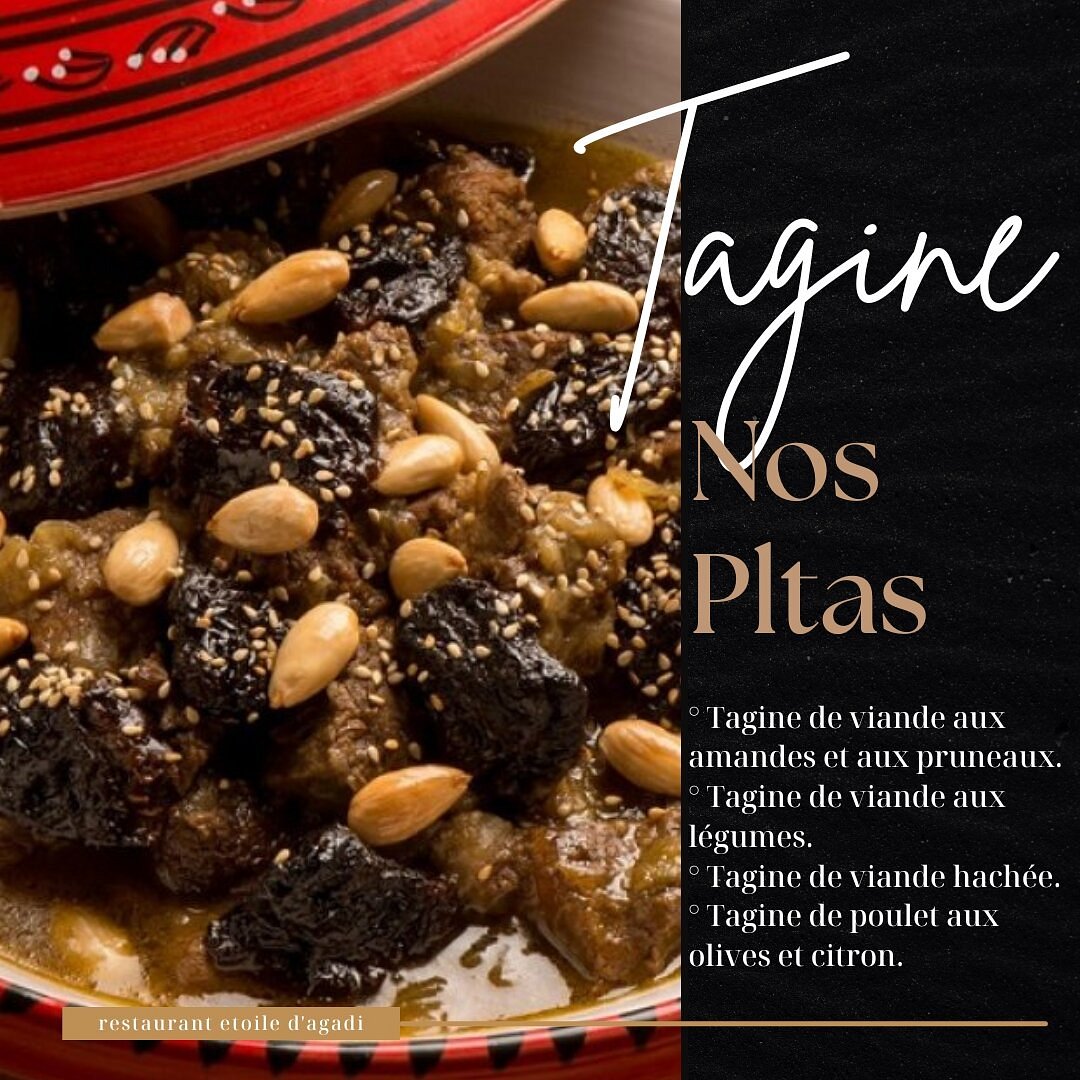 Tagine
Nos
Pltas
° Tagine de viande aux
amandes et aux pruneaux.
° Tagine de viande aux
légumes.
° Tagine de viande hachée.
° Tagine de poulet aux
olives et citron.
restaurant etoile d'agadi